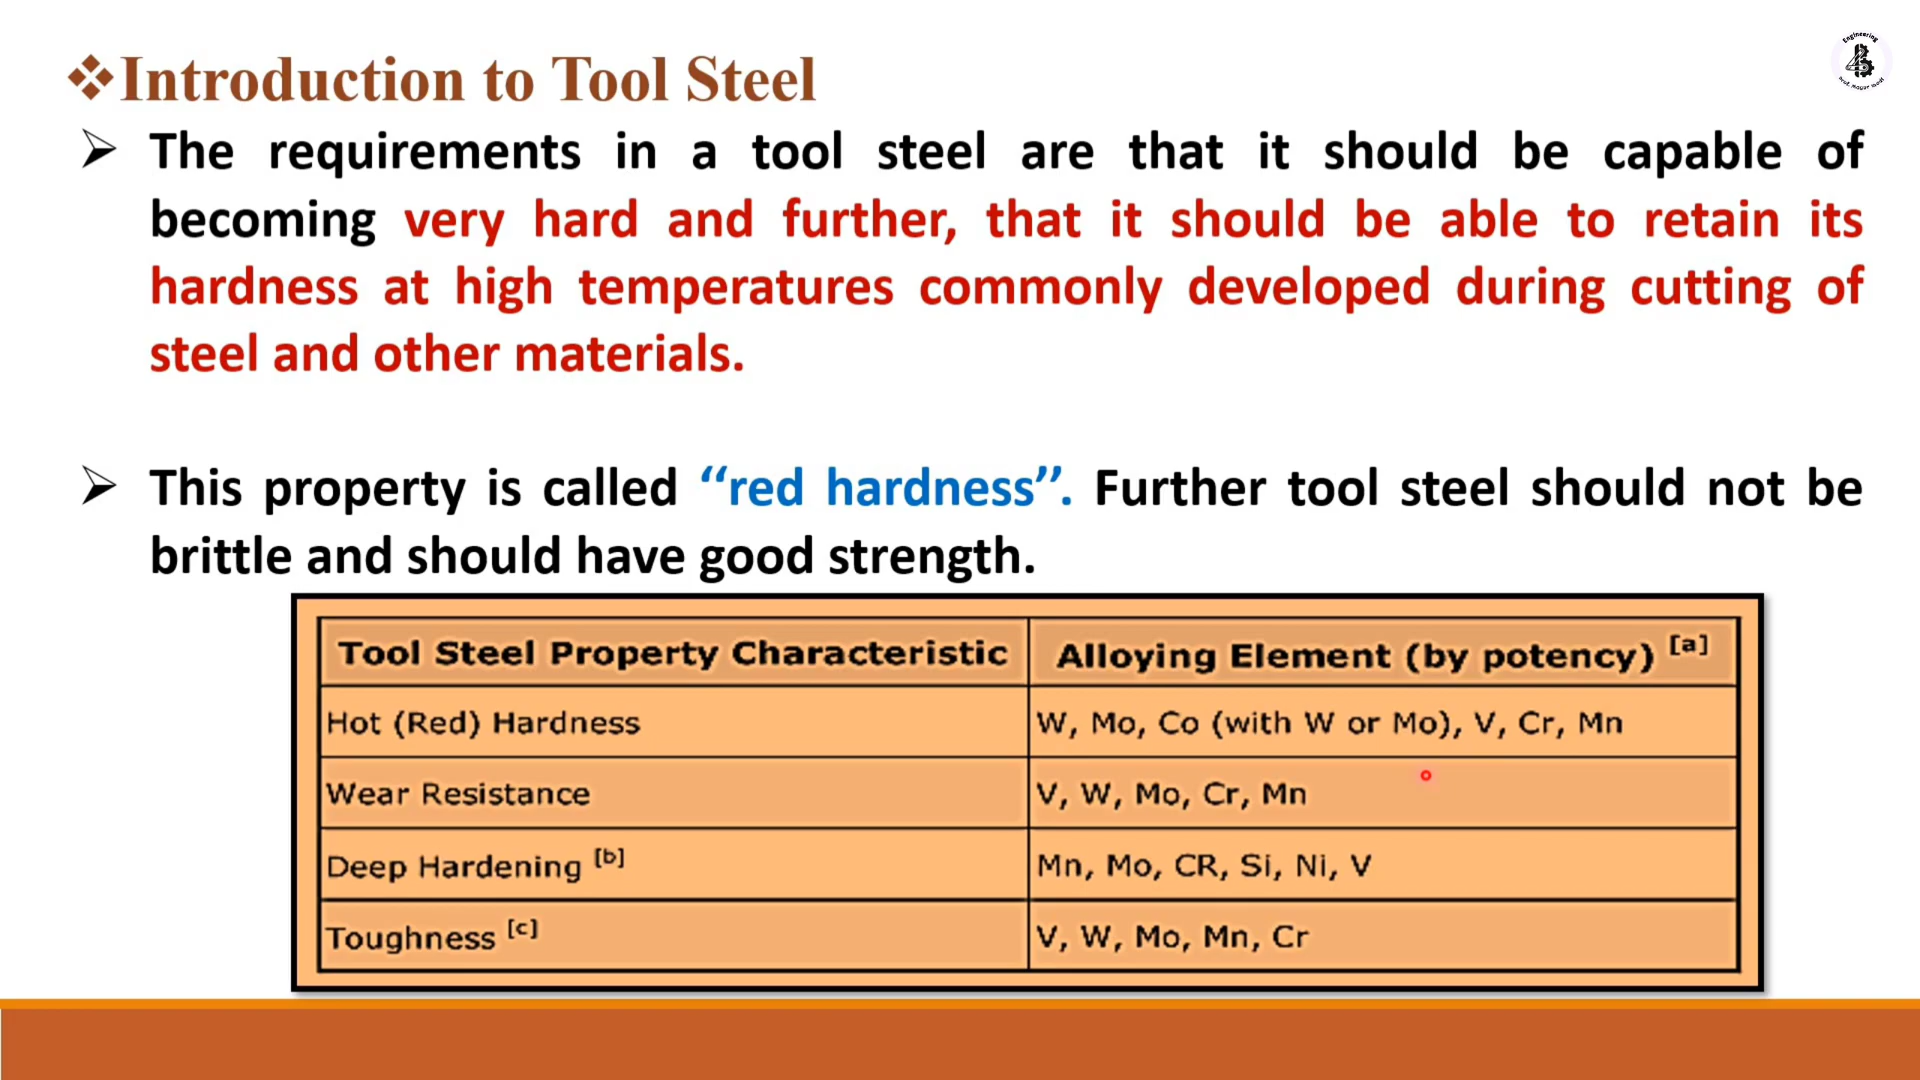 ❖Introduction to Tool Steel
➢ The requirements in a tool steel are that it should be capable of
becoming very hard and further, that it should be able to retain its
hardness at high temperatures commonly developed during cutting of
steel and other materials.
➢ This property is called ‘‘red hardness’’. Further tool steel should not be
brittle and should have good strength.
Tool Steel Property Characteristic Alloying Element (by potency) [a]
Hot (Red) Hardness W, Mo, Co (with W or Mo), V, Cr, Mn
Wear Resistance V, W, Mo, Cr, Mn
Deep Hardening [b] Mn, Mo, CR, Si, Ni, V
Toughness [c] V, W, Mo, Mn, Cr
Engineering